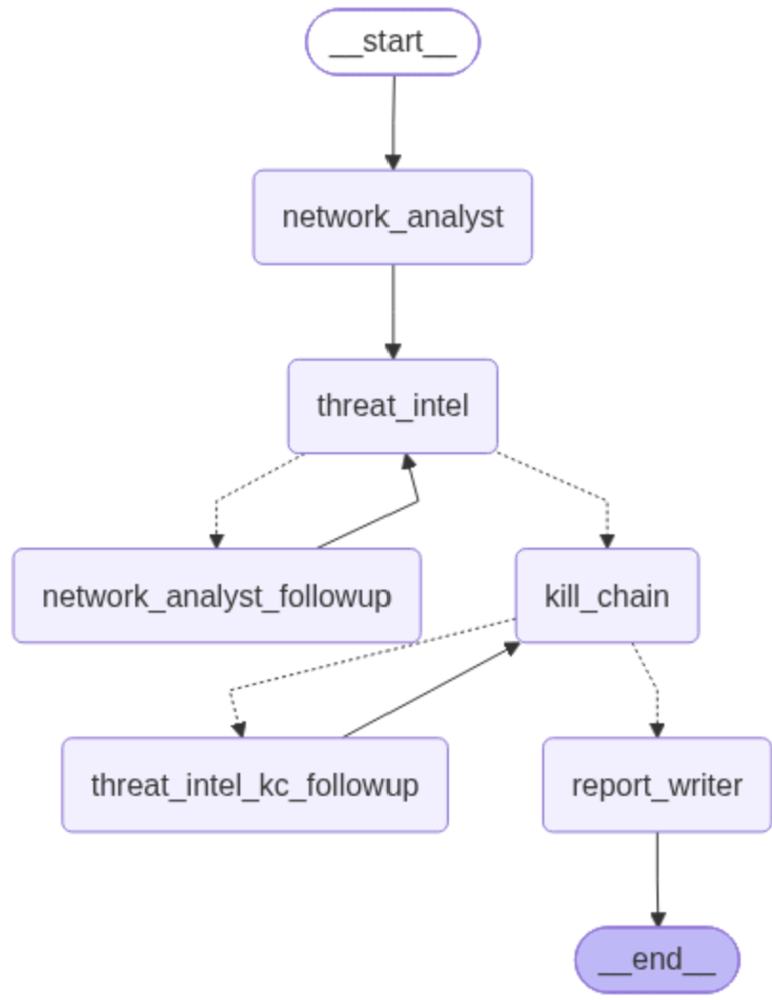 __start__
network_analyst
threat_intel
network_analyst_followup
kill_chain
threat_intel_kc_followup
report_writer
__end__